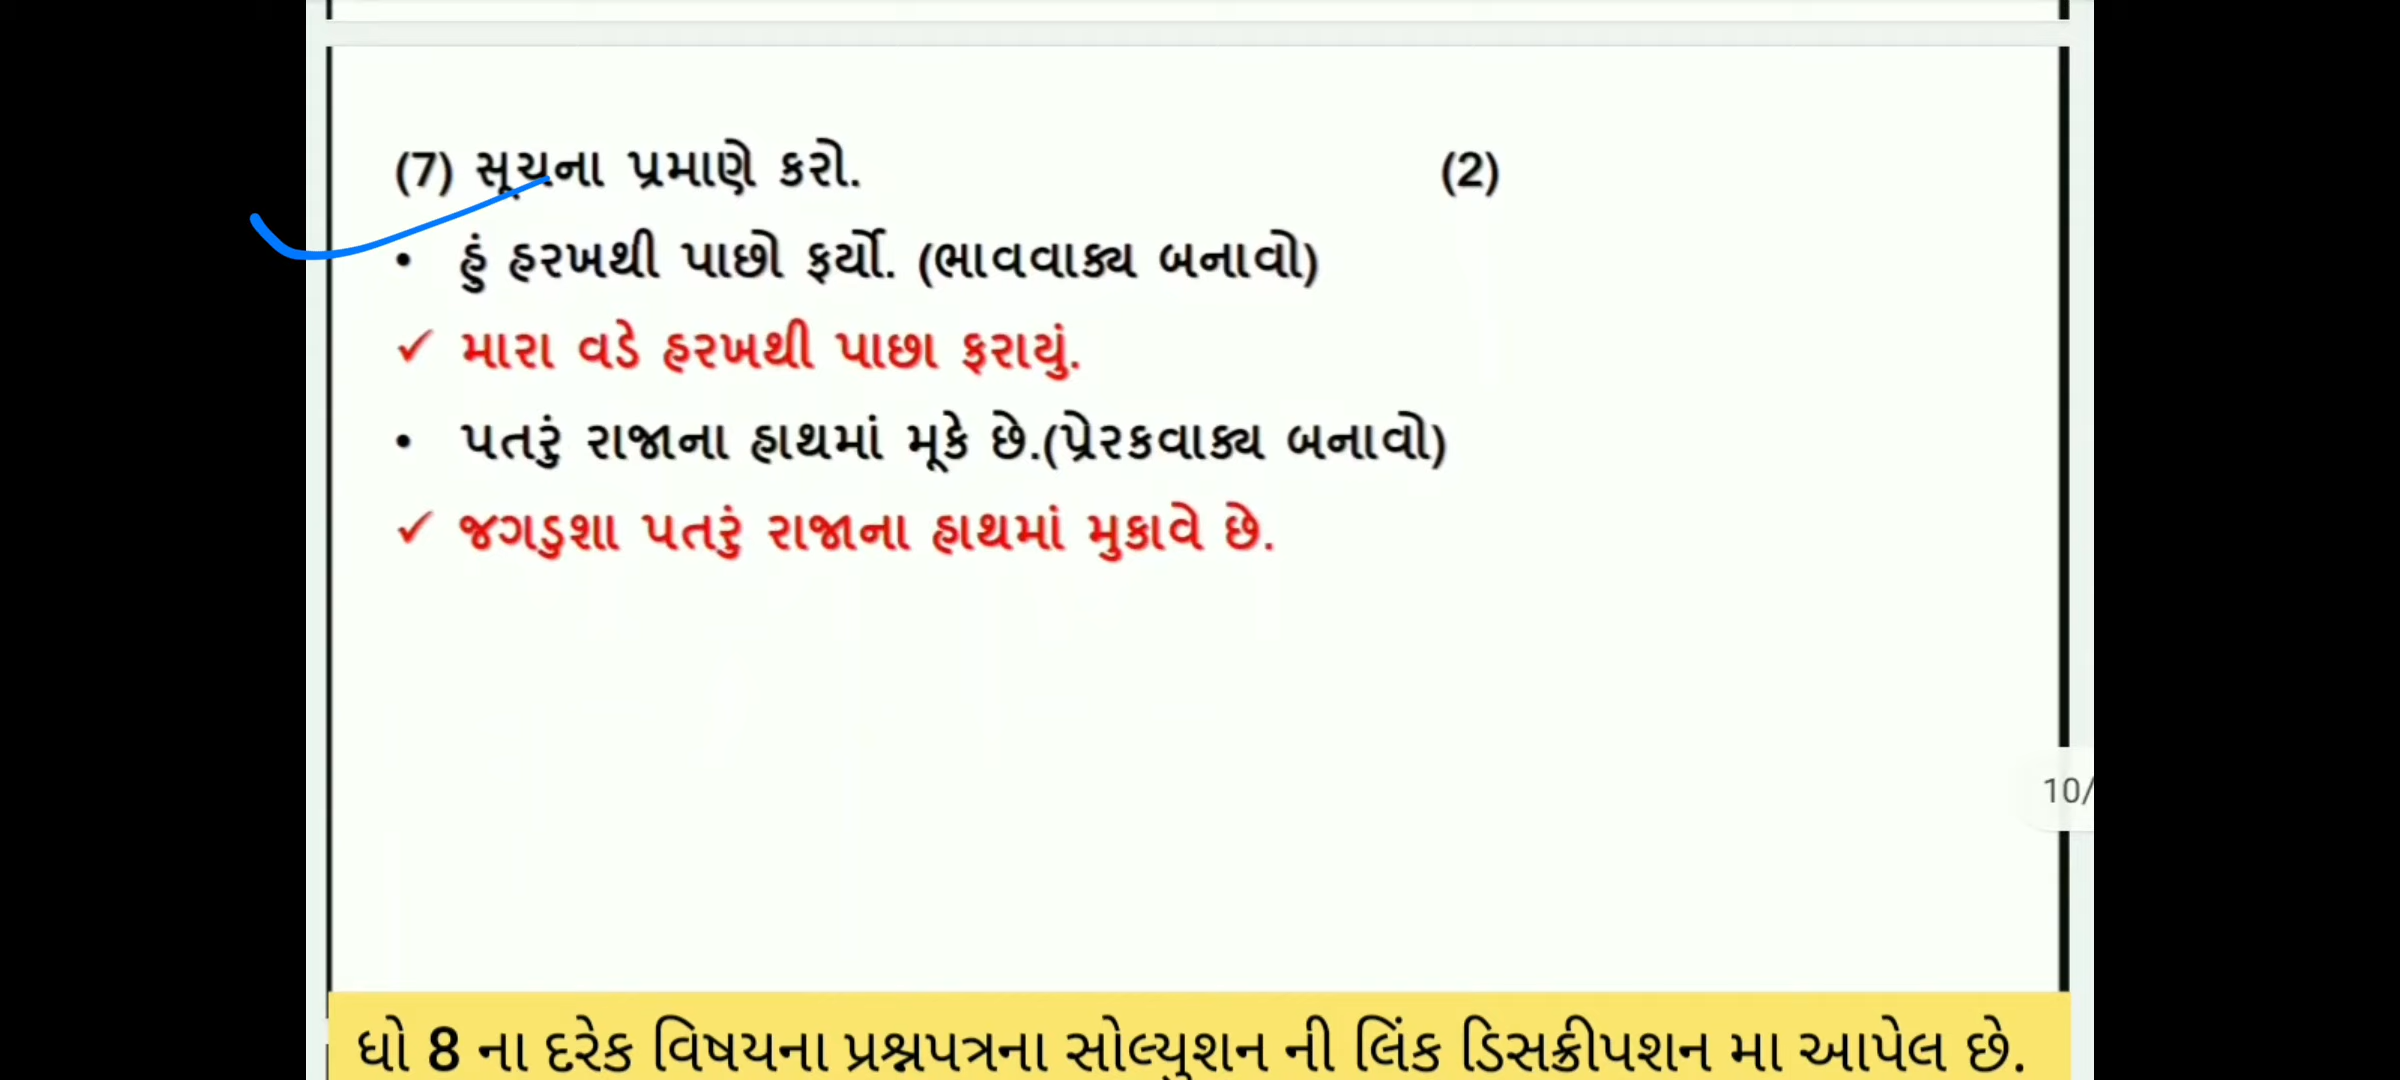 (7) સૂચના પ્રમાણે કરો. (2)
• હું હરખથી પાછો ફર્યો. (ભાવવાક્ય બનાવો)
✓ મારા વડે હરખથી પાછા ફરાયું.
• પતરું રાજાના હાથમાં મૂકે છે.(પ્રેરકવાક્ય બનાવો)
✓ જગડુશા પતરું રાજાના હાથમાં મુકાવે છે.
10/
ધો 8 ના દરેક વિષયના પ્રશ્નપત્રના સોલ્યુશન ની લિંક ડિસક્રીપશન મા આપેલ છે.